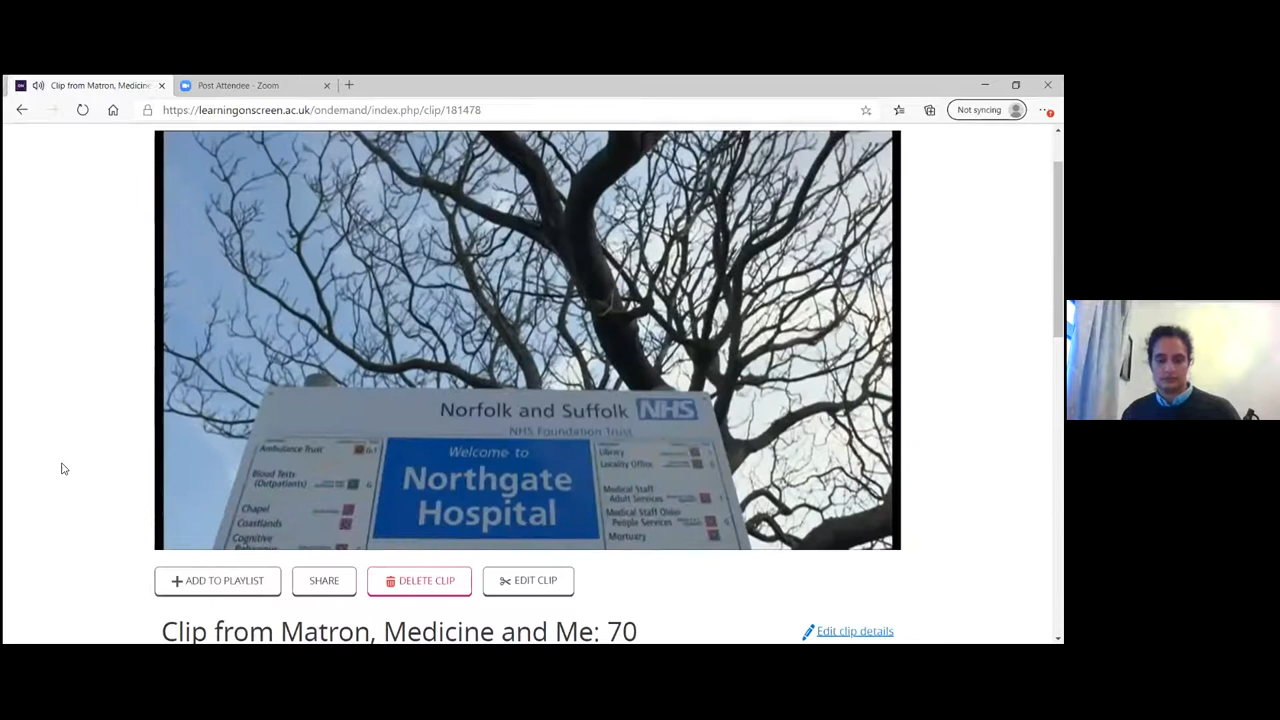 Clip from Matron, Medicine
Post Attendee - Zoom
https://learningonscreen.ac.uk/ondemand/index.php/clip/181478
Not syncing
Norfolk and Suffolk NHS
NHS Foundation Trust
Welcome to
Northgate
Hospital
Ambulance Trust
Blood Tests
(Outpatients)
Chapel
Coastlands
Cognitive
Library
Locality Office
Medical Staff
Adult Services
Medical Staff Older
People Services
Mortuary
ADD TO PLAYLIST
SHARE
DELETE CLIP
EDIT CLIP
Clip from Matron, Medicine and Me: 70
Edit clip details